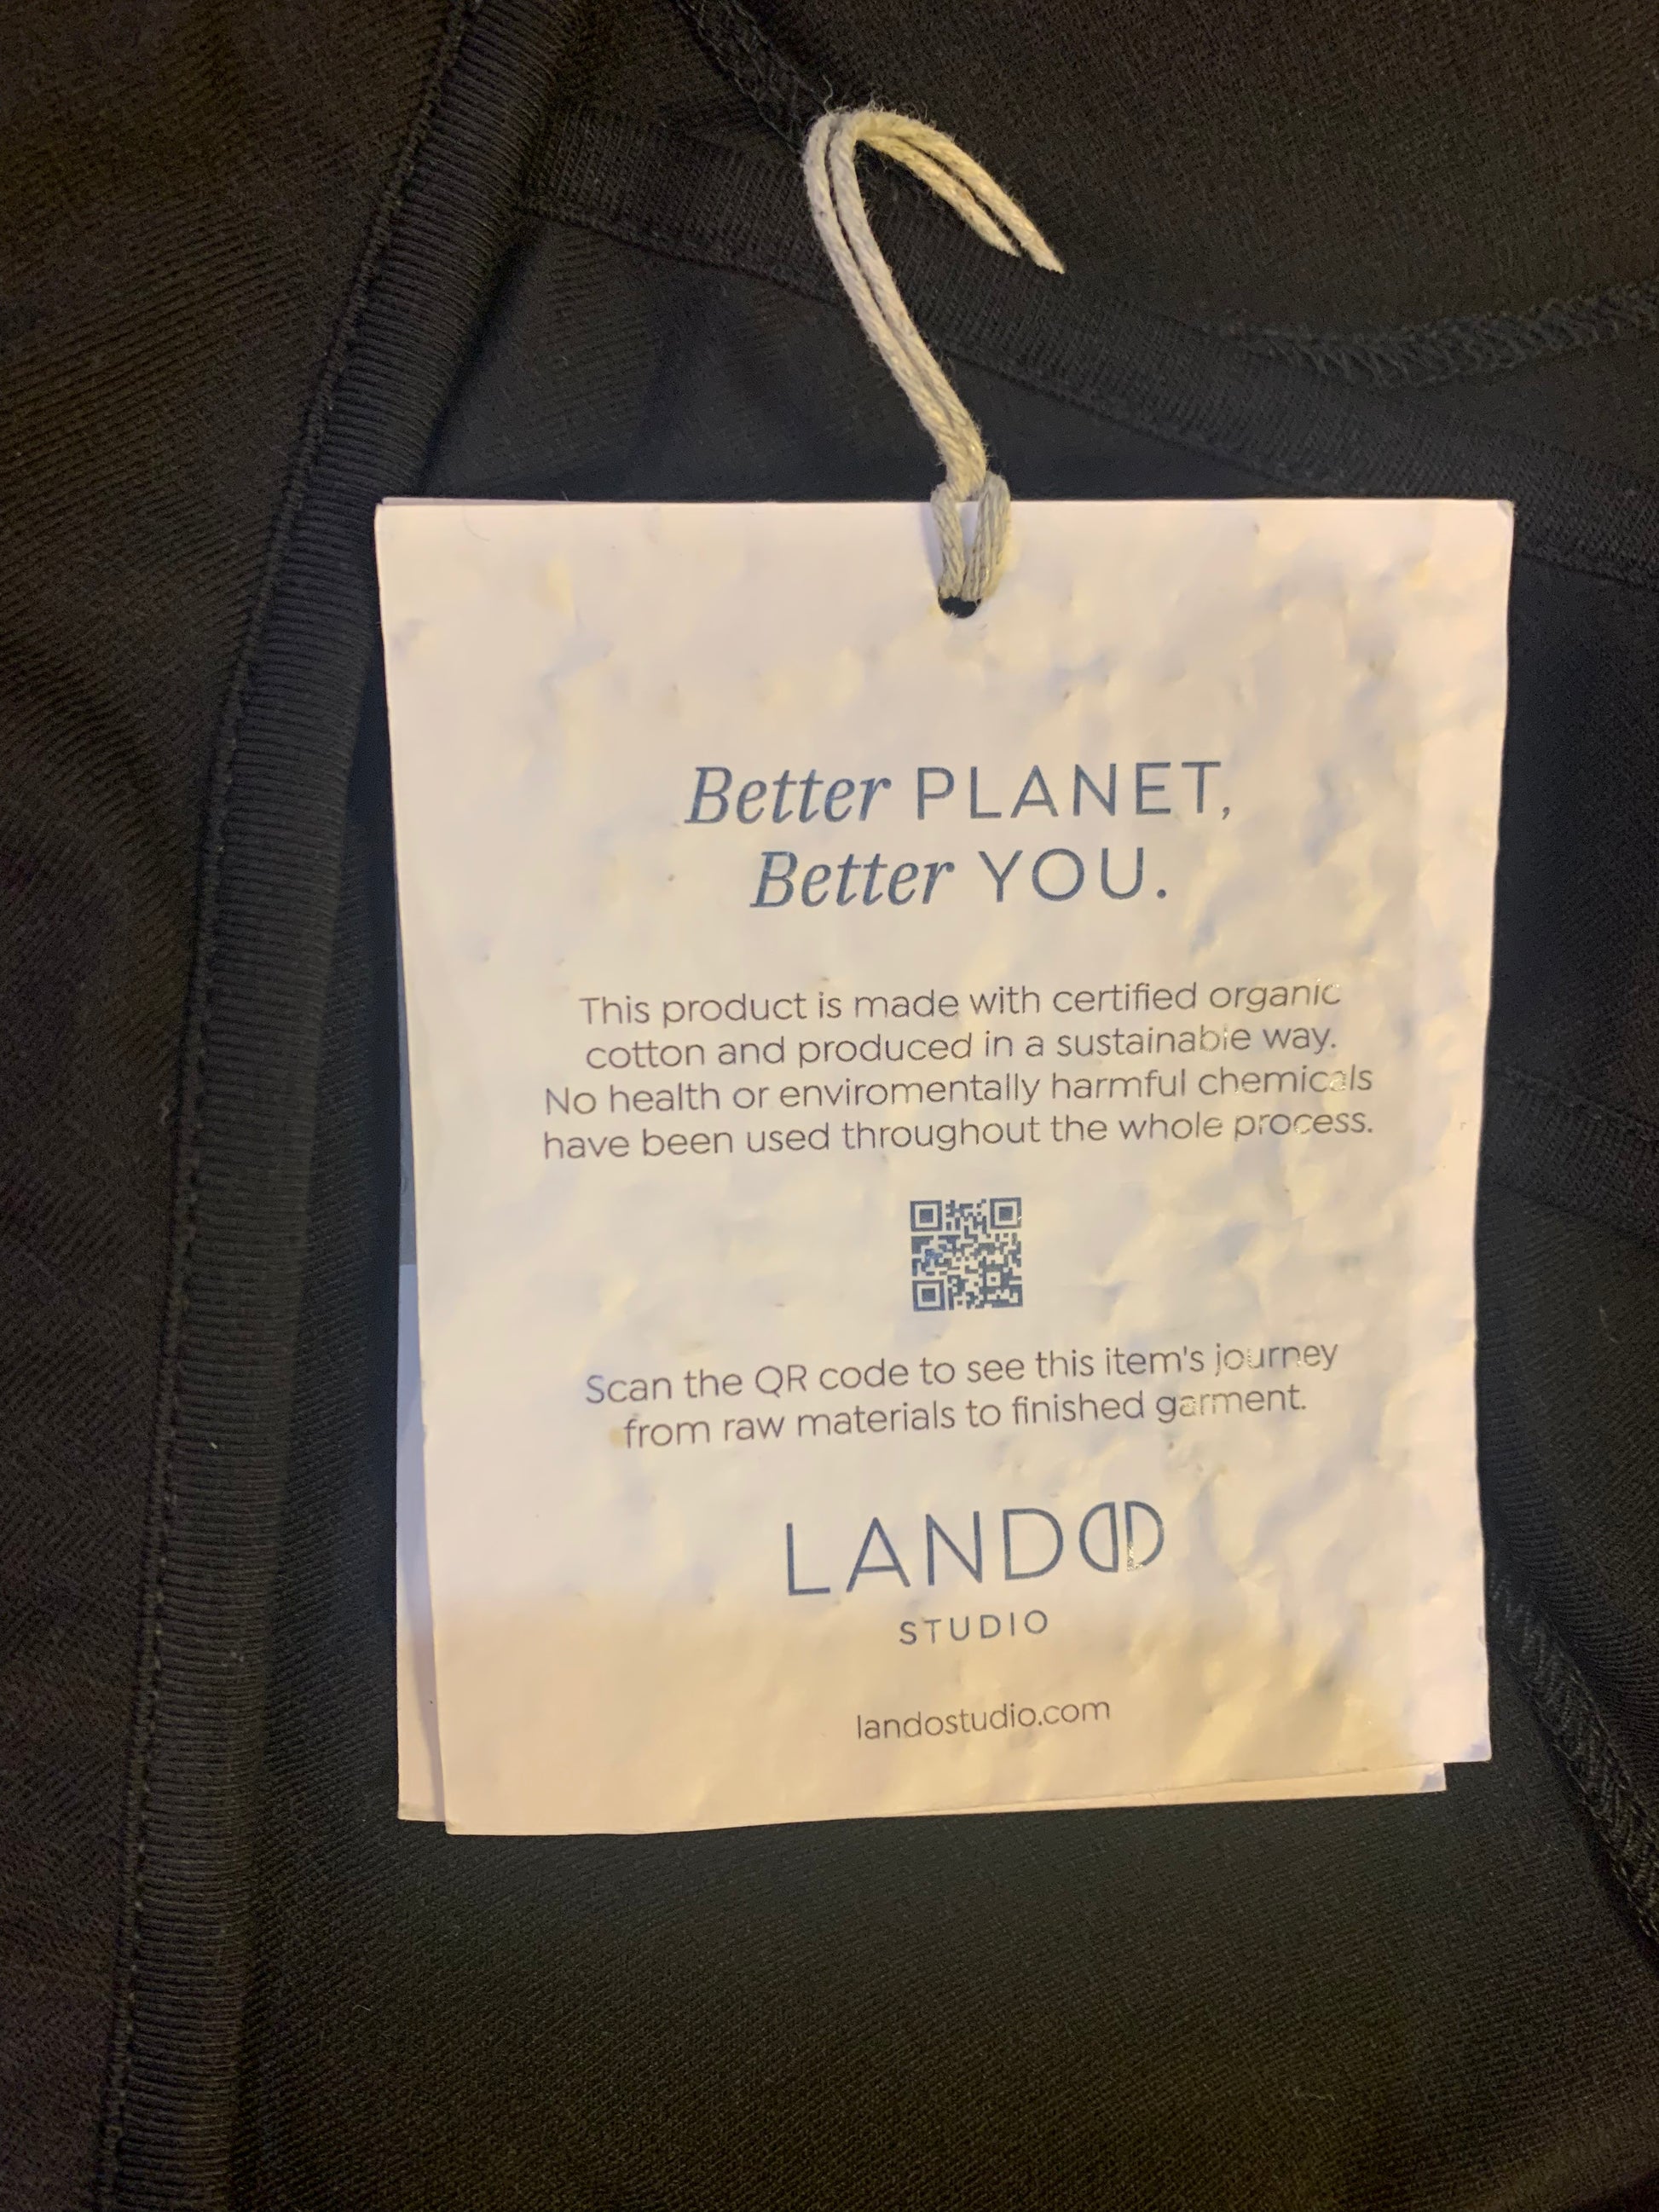 Better PLANET,
Better YOU.
This product is made with certified organic
cotton and produced in a sustainable way.
No health or enviromentally harmful chemicals
have been used throughout the whole process.
Scan the QR code to see this item's journey
from raw materials to finished garment.
LANDO
STUDIO
landostudio.com